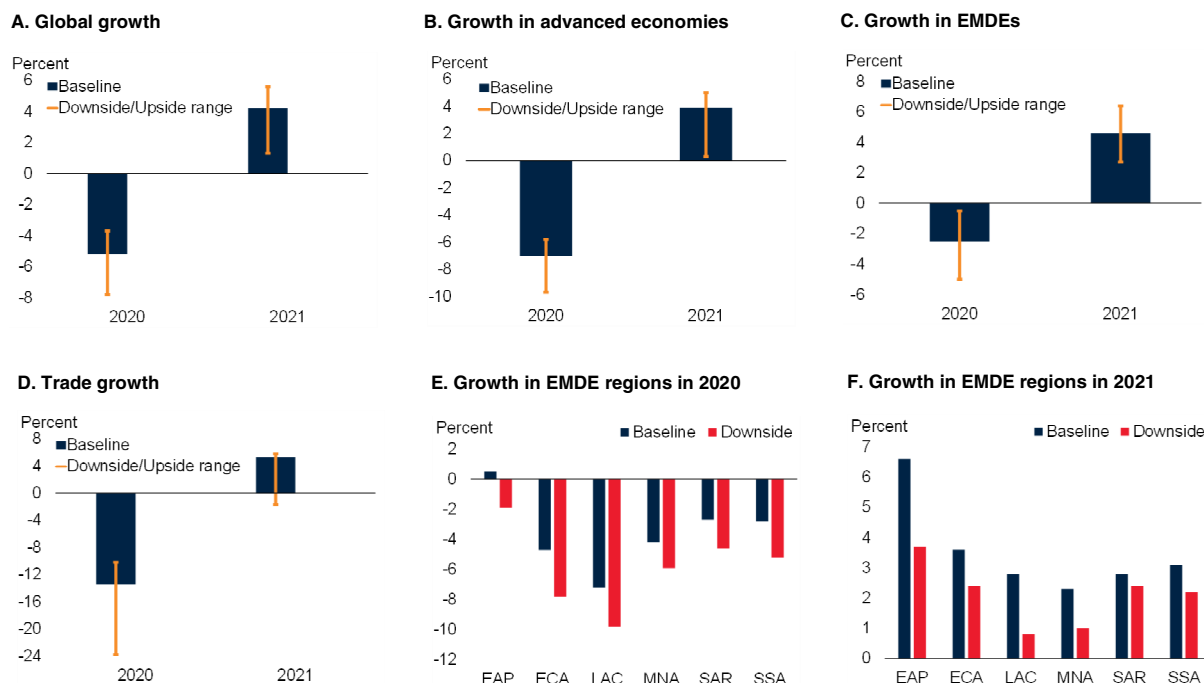 A. Global growth
Percent
Baseline
Downside/Upside range
6
4
2
0
-2
-4
-6
-8
2020 2021
B. Growth in advanced economies
Percent
Baseline
Downside/Upside range
6
4
2
0
-2
-4
-6
-8
-10
2020 2021
C. Growth in EMDEs
Percent
Baseline
Downside/Upside range
8
6
4
2
0
-2
-4
-6
2020 2021
D. Trade growth
Percent
Baseline
Downside/Upside range
8
4
0
-4
-8
-12
-16
-20
-24
2020 2021
E. Growth in EMDE regions in 2020
Percent
Baseline Downside
2
0
-2
-4
-6
-8
-10
-12
EAP ECA LAC MNA SAR SSA
F. Growth in EMDE regions in 2021
Percent
Baseline Downside
7
6
5
4
3
2
1
0
EAP ECA LAC MNA SAR SSA